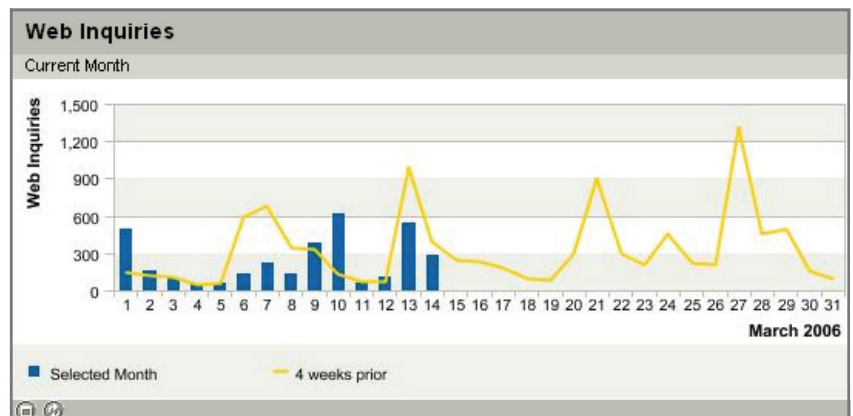 Web Inquiries
Current Month
Web Inquiries
1,500
1,200
900
600
300
0
1 2 3 4 5 6 7 8 9 10 11 12 13 14 15 16 17 18 19 20 21 22 23 24 25 26 27 28 29 30 31
March 2006
Selected Month 4 weeks prior